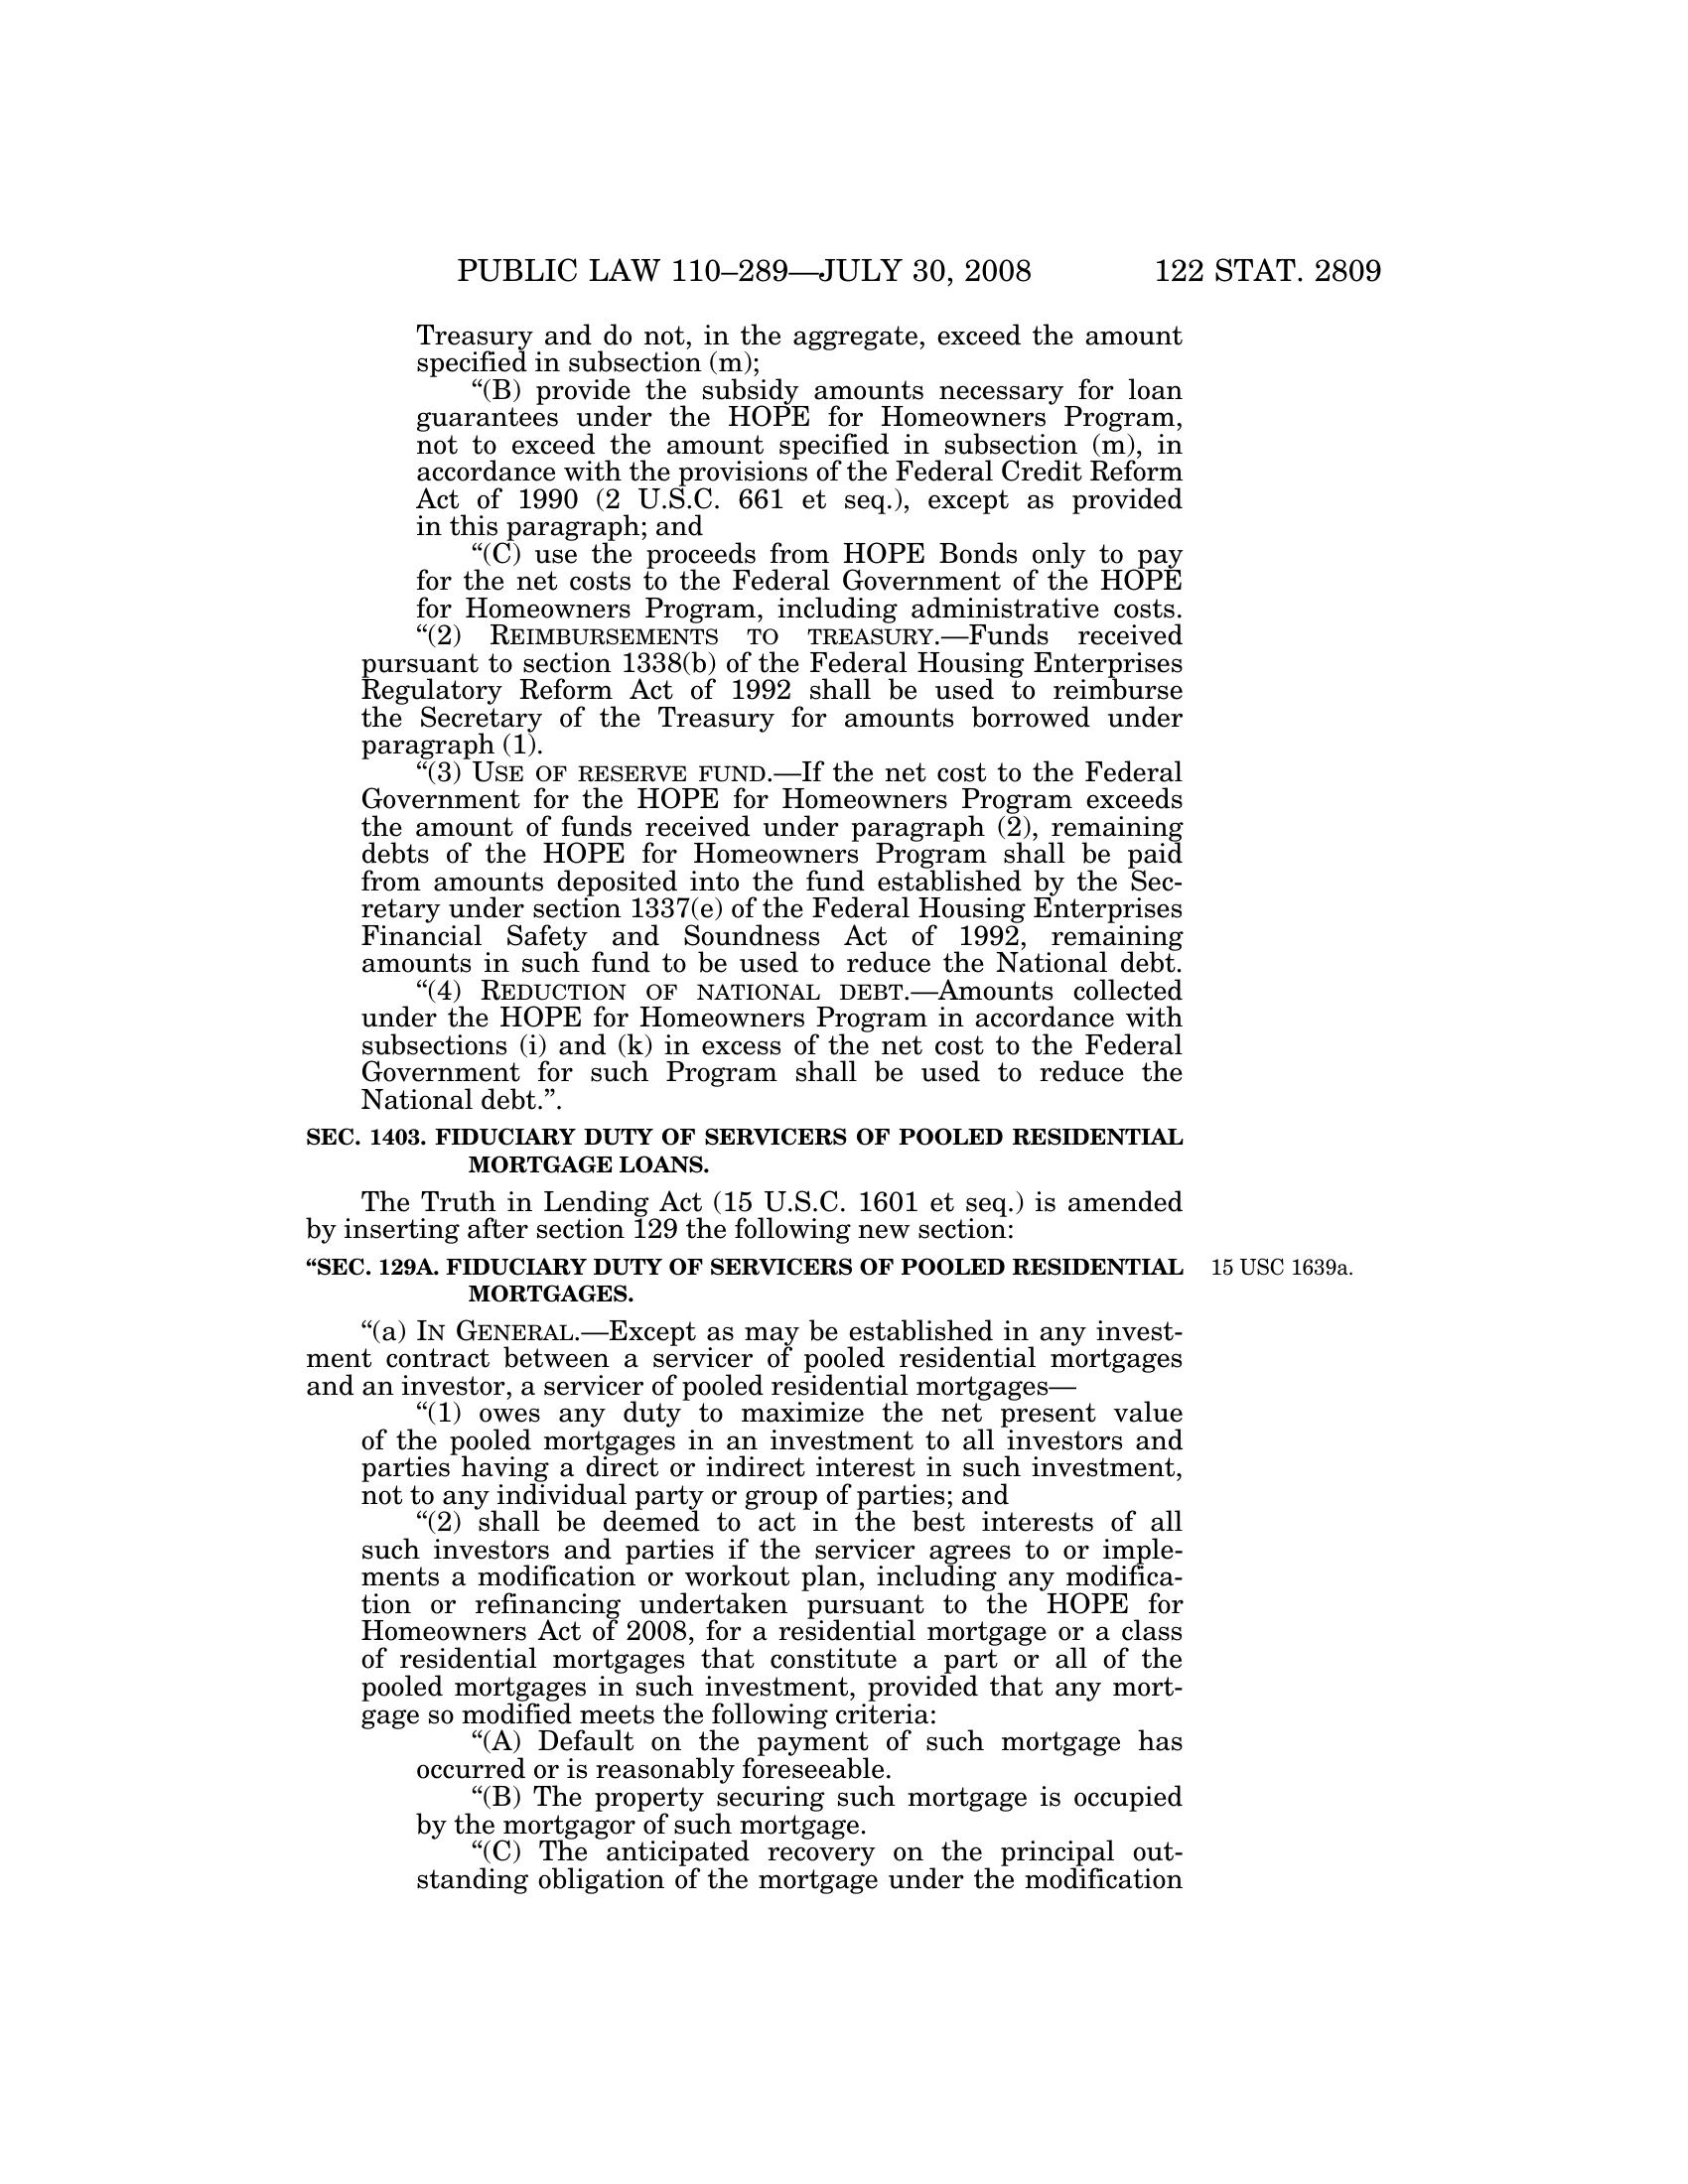 PUBLIC LAW 110–289—JULY 30, 2008 122 STAT. 2809
Treasury and do not, in the aggregate, exceed the amount
specified in subsection (m);
“(B) provide the subsidy amounts necessary for loan
guarantees under the HOPE for Homeowners Program,
not to exceed the amount specified in subsection (m), in
accordance with the provisions of the Federal Credit Reform
Act of 1990 (2 U.S.C. 661 et seq.), except as provided
in this paragraph; and
“(C) use the proceeds from HOPE Bonds only to pay
for the net costs to the Federal Government of the HOPE
for Homeowners Program, including administrative costs.
“(2) REIMBURSEMENTS TO TREASURY.—Funds received
pursuant to section 1338(b) of the Federal Housing Enterprises
Regulatory Reform Act of 1992 shall be used to reimburse
the Secretary of the Treasury for amounts borrowed under
paragraph (1).
“(3) USE OF RESERVE FUND.—If the net cost to the Federal
Government for the HOPE for Homeowners Program exceeds
the amount of funds received under paragraph (2), remaining
debts of the HOPE for Homeowners Program shall be paid
from amounts deposited into the fund established by the Sec-
retary under section 1337(e) of the Federal Housing Enterprises
Financial Safety and Soundness Act of 1992, remaining
amounts in such fund to be used to reduce the National debt.
“(4) REDUCTION OF NATIONAL DEBT.—Amounts collected
under the HOPE for Homeowners Program in accordance with
subsections (i) and (k) in excess of the net cost to the Federal
Government for such Program shall be used to reduce the
National debt.”.
SEC. 1403. FIDUCIARY DUTY OF SERVICERS OF POOLED RESIDENTIAL
MORTGAGE LOANS.
The Truth in Lending Act (15 U.S.C. 1601 et seq.) is amended
by inserting after section 129 the following new section:
“SEC. 129A. FIDUCIARY DUTY OF SERVICERS OF POOLED RESIDENTIAL 15 USC 1639a.
MORTGAGES.
“(a) IN GENERAL.—Except as may be established in any invest-
ment contract between a servicer of pooled residential mortgages
and an investor, a servicer of pooled residential mortgages—
“(1) owes any duty to maximize the net present value
of the pooled mortgages in an investment to all investors and
parties having a direct or indirect interest in such investment,
not to any individual party or group of parties; and
“(2) shall be deemed to act in the best interests of all
such investors and parties if the servicer agrees to or imple-
ments a modification or workout plan, including any modifica-
tion or refinancing undertaken pursuant to the HOPE for
Homeowners Act of 2008, for a residential mortgage or a class
of residential mortgages that constitute a part or all of the
pooled mortgages in such investment, provided that any mort-
gage so modified meets the following criteria:
“(A) Default on the payment of such mortgage has
occurred or is reasonably foreseeable.
“(B) The property securing such mortgage is occupied
by the mortgagor of such mortgage.
“(C) The anticipated recovery on the principal out-
standing obligation of the mortgage under the modification